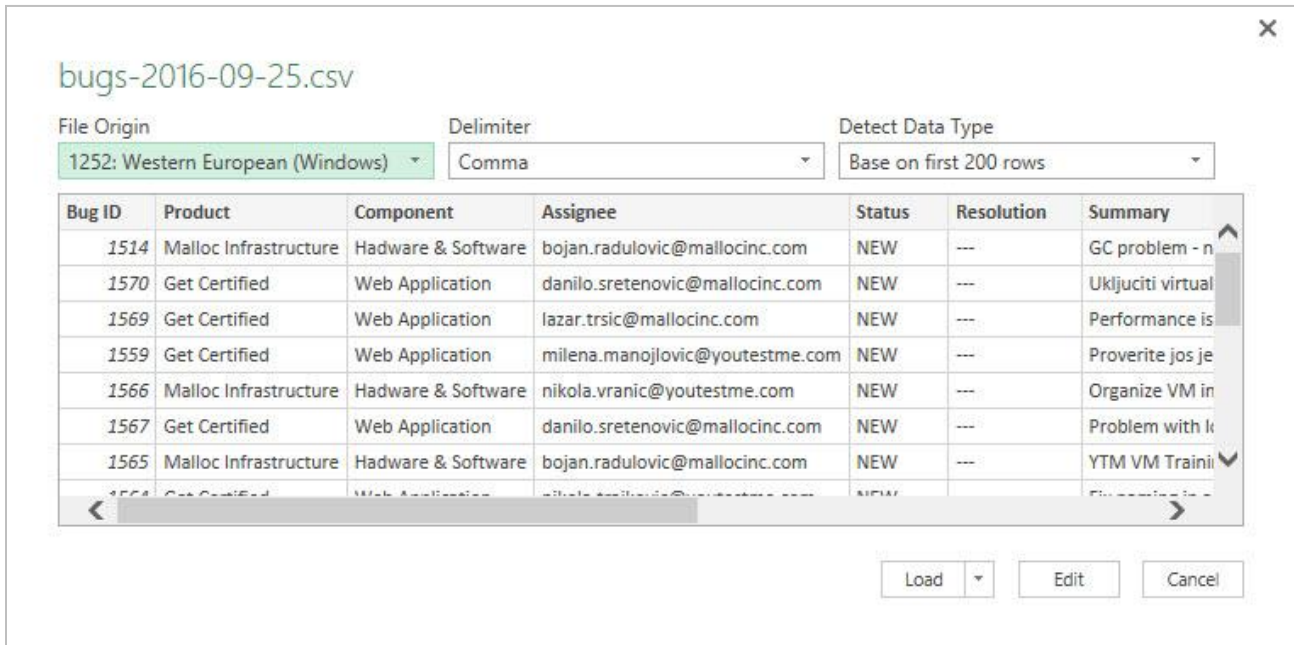 bugs-2016-09-25.csv
File Origin Delimiter Detect Data Type
1252: Western European (Windows) Comma Base on first 200 rows
Bug ID Product Component Assignee Status Resolution Summary
1514 Malloc Infrastructure Hadware & Software bojan.radulovic@mallocinc.com NEW --- GC problem - n
1570 Get Certified Web Application danilo.sretenovic@mallocinc.com NEW --- Ukljuciti virtual
1569 Get Certified Web Application lazar.trsic@mallocinc.com NEW --- Performance is
1559 Get Certified Web Application milena.manojlovic@youtestme.com NEW --- Proverite jos je
1566 Malloc Infrastructure Hadware & Software nikola.vranic@youtestme.com NEW --- Organize VM in
1567 Get Certified Web Application danilo.sretenovic@mallocinc.com NEW --- Problem with lo
1565 Malloc Infrastructure Hadware & Software bojan.radulovic@mallocinc.com NEW --- YTM VM Traini
Load Edit Cancel